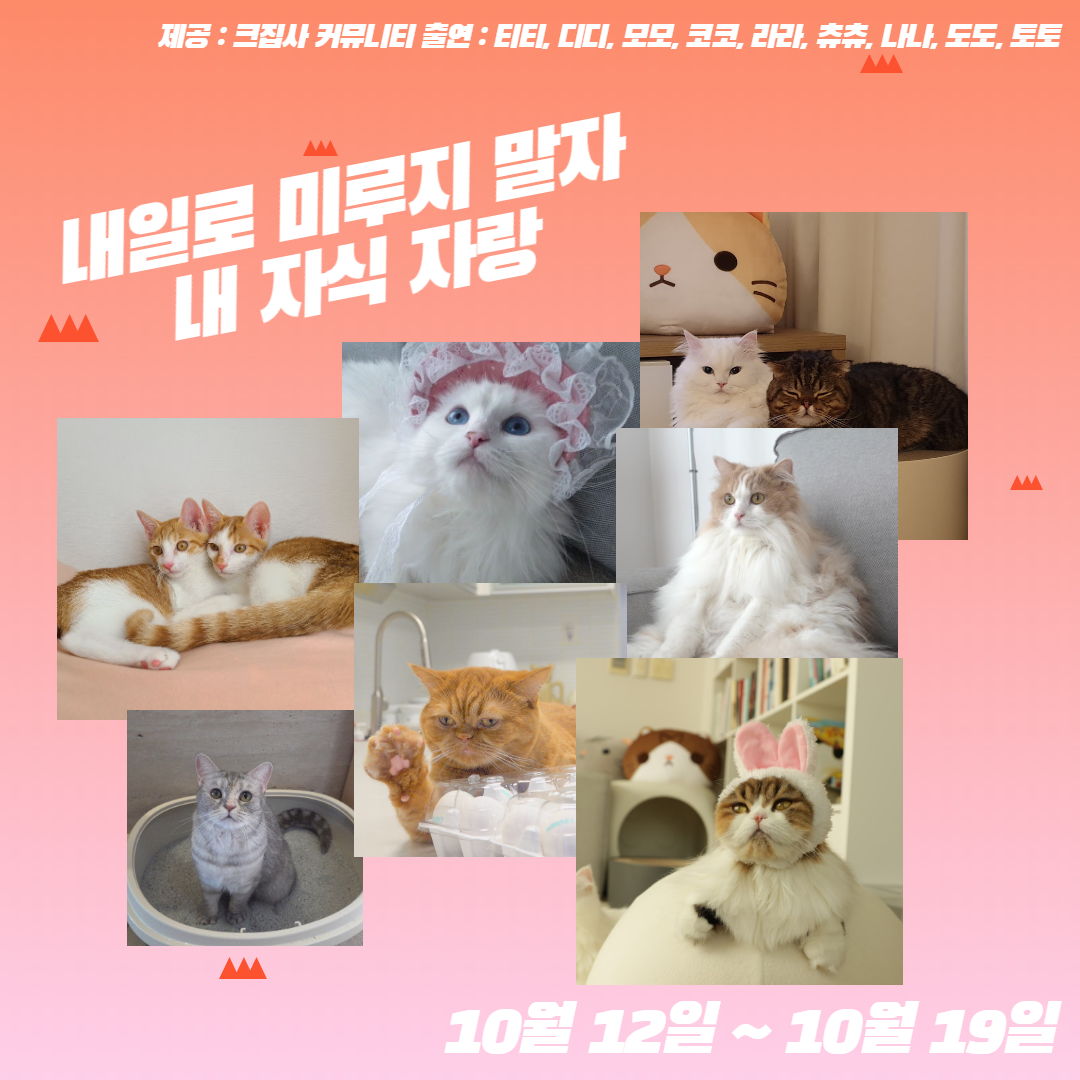 제공 : 크집사 커뮤니티 출연 : 티티, 디디, 모모, 코코, 라라, 츄츄, 나나, 도도, 토토
내일로 미루지 말자
내 자식 자랑
10월 12일 ~ 10월 19일